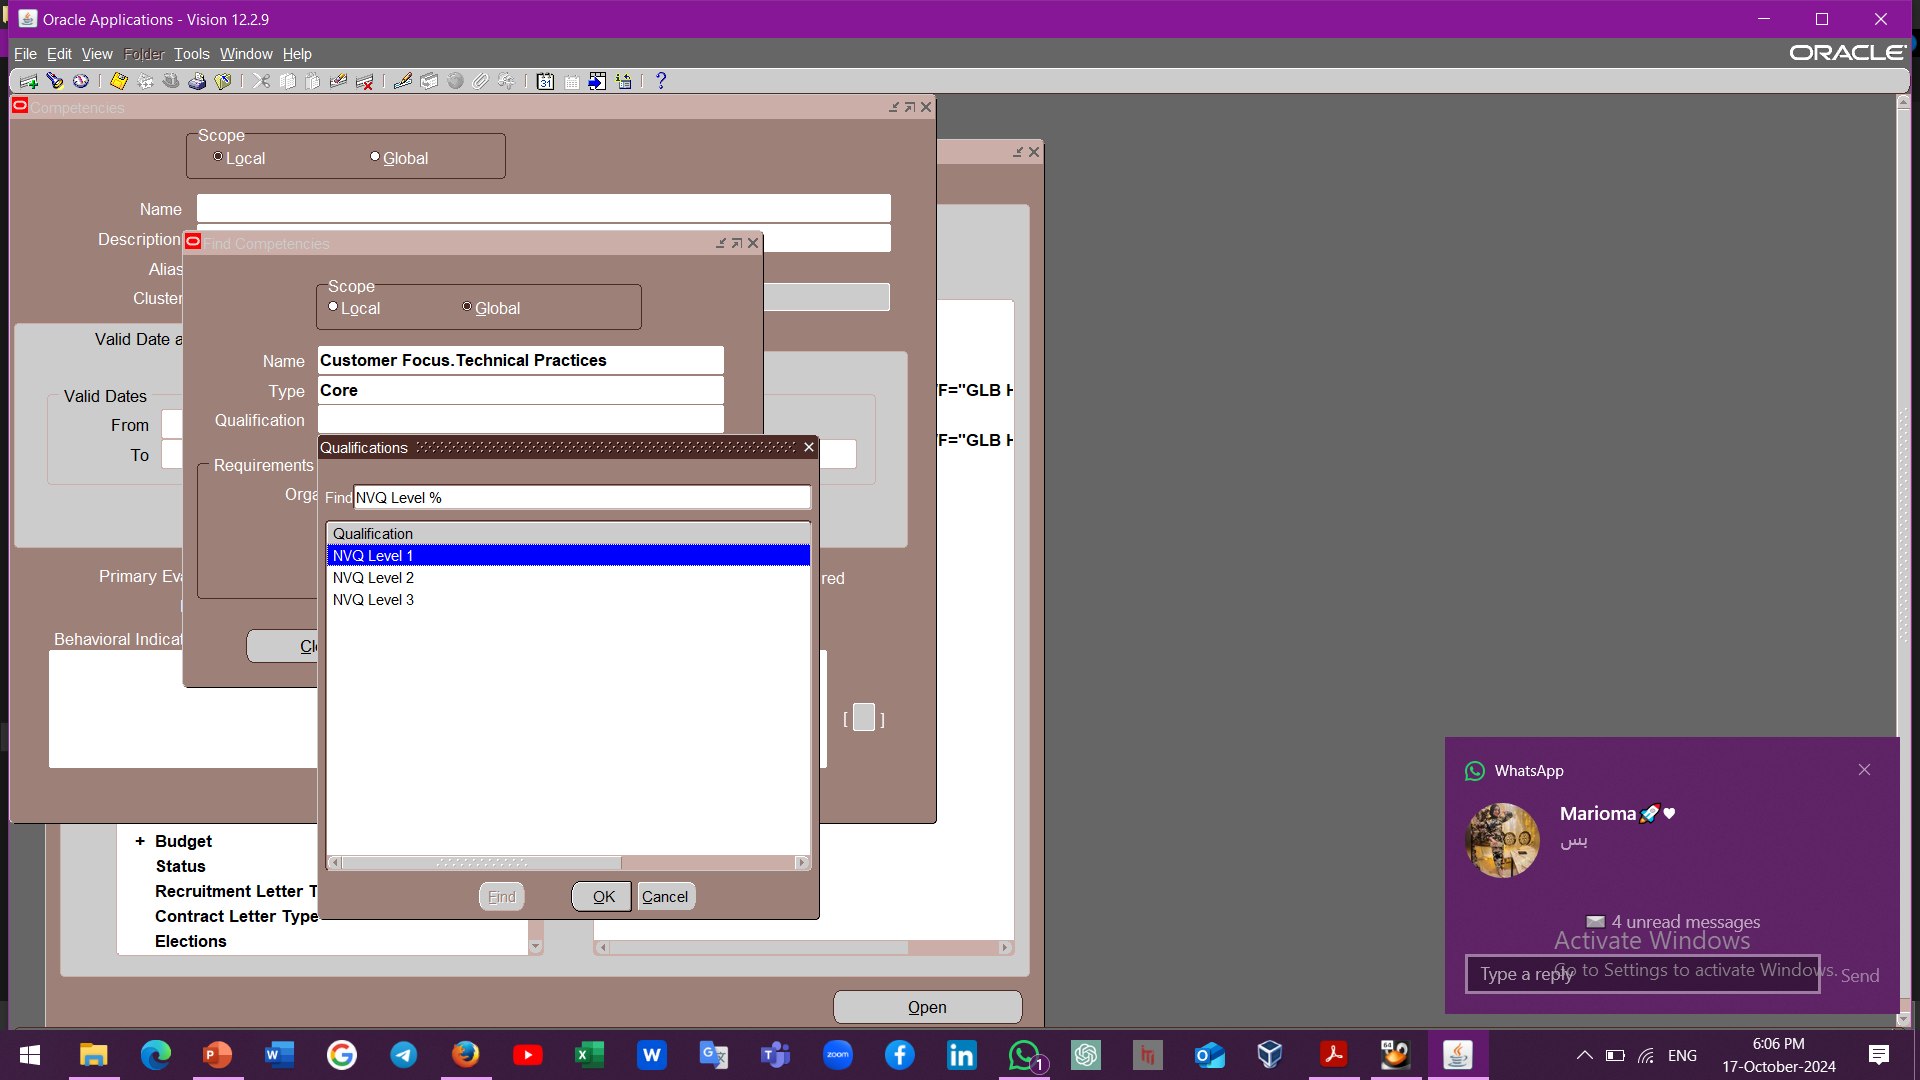 Oracle Applications - Vision 12.2.9
File Edit View Folder Tools Window Help
ORACLE
Competencies
Scope
Local Global
Name
Description
Alias
Cluster
Find Competencies
Scope
Local Global
Name Customer Focus.Technical Practices
Type Core
Qualification
Valid Date a
Valid Dates
From
To
Requirements
Orga
F="GLB H
F="GLB H
Qualifications
Find NVQ Level %
Qualification
NVQ Level 1
NVQ Level 2
NVQ Level 3
Primary Eva
red
Behavioral Indicat
Cle
[ ]
Find OK Cancel
+ Budget
Status
Recruitment Letter T
Contract Letter Type
Elections
Open
WhatsApp
Marioma🚀♥
بس
4 unread messages
Activate Windows
Go to Settings to activate Windows.
Type a reply
Send
ENG
6:06 PM
17-October-2024
1